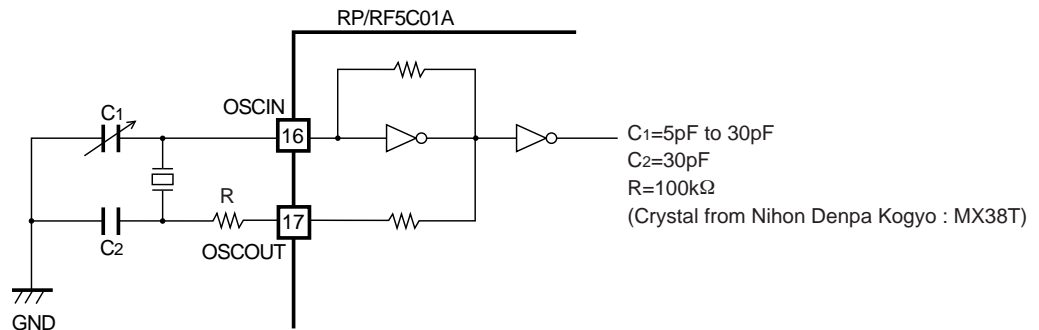 RP/RF5C01A
OSCIN
C1
16
C1=5pF to 30pF
C2=30pF
R=100kΩ
(Crystal from Nihon Denpa Kogyo : MX38T)
R
17
C2
OSCOUT
GND